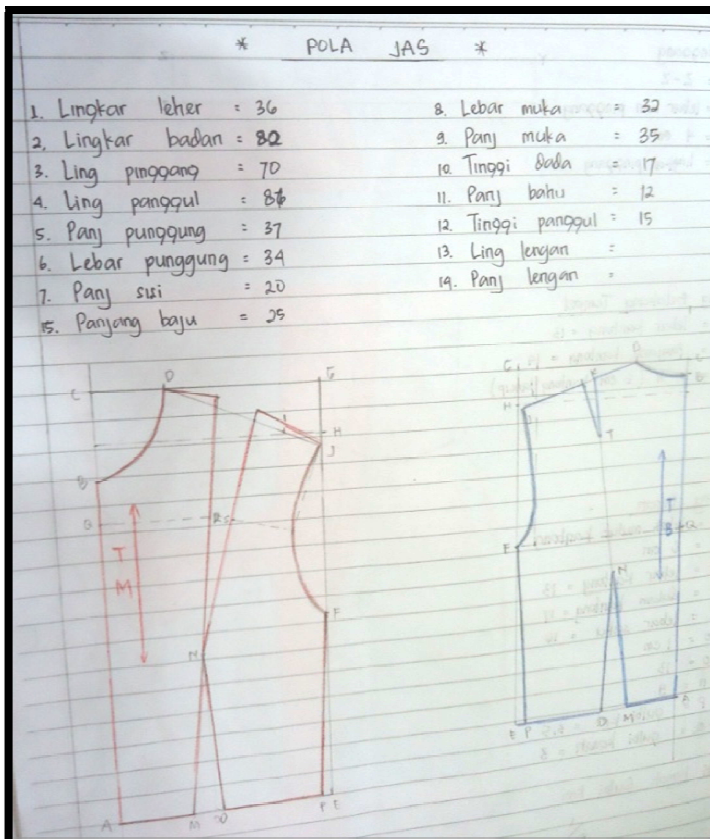 * POLA JAS *
1. Lingkar leher = 36
2. Lingkar badan = 82
3. Ling pinggang = 70
4. Ling panggul = 86
5. Panj punggung = 37
6. Lebar punggung = 34
7. Panj sisi = 20
15. Panjang baju = 25
8. Lebar muka = 32
9. Panj muka = 35
10. Tinggi dada = 17
11. Panj bahu = 12
12. Tinggi panggul = 15
13. Ling lengan =
14. Panj lengan =
C
D
G
H
J
B
T
M
F
N
A M O P E
H
F
T
B
N
E P
M